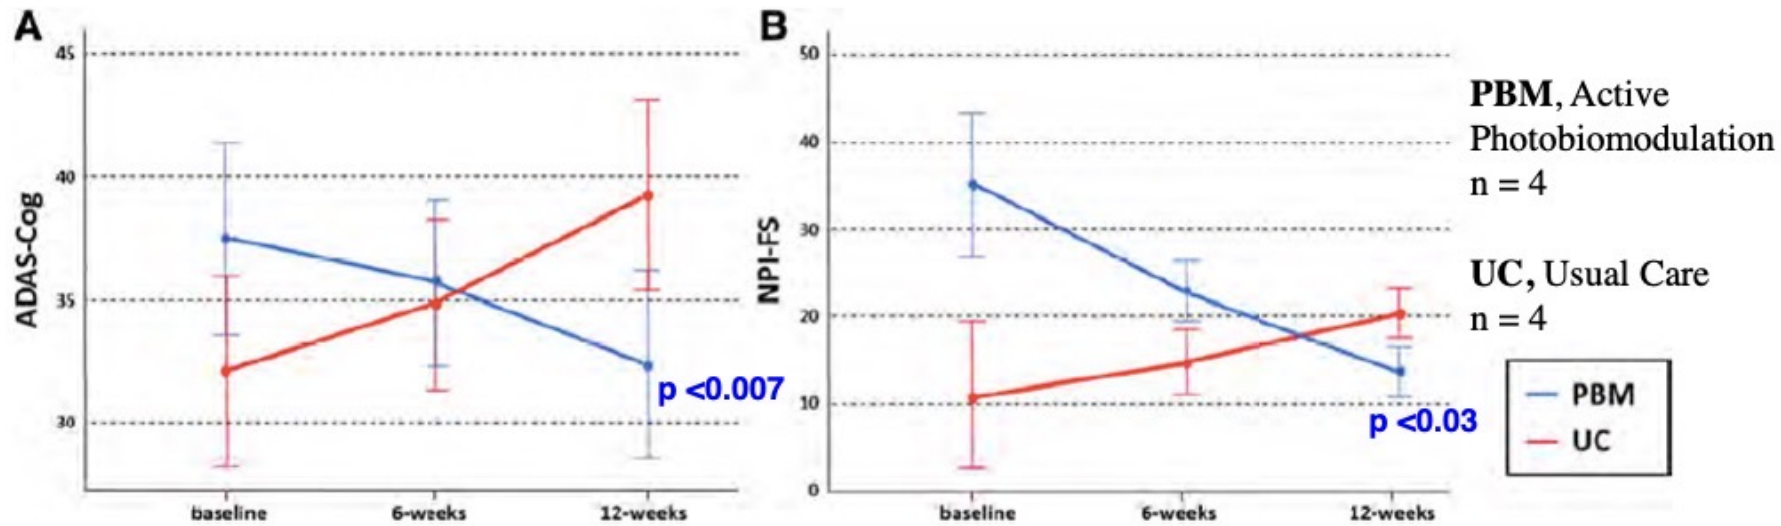 A
ADAS-Cog
45
40
35
30
baseline 6-weeks 12-weeks
p <0.007
B
NPI-FS
50
40
30
20
10
0
baseline 6-weeks 12-weeks
p <0.03
PBM, Active
Photobiomodulation
n = 4
UC, Usual Care
n = 4
PBM
UC